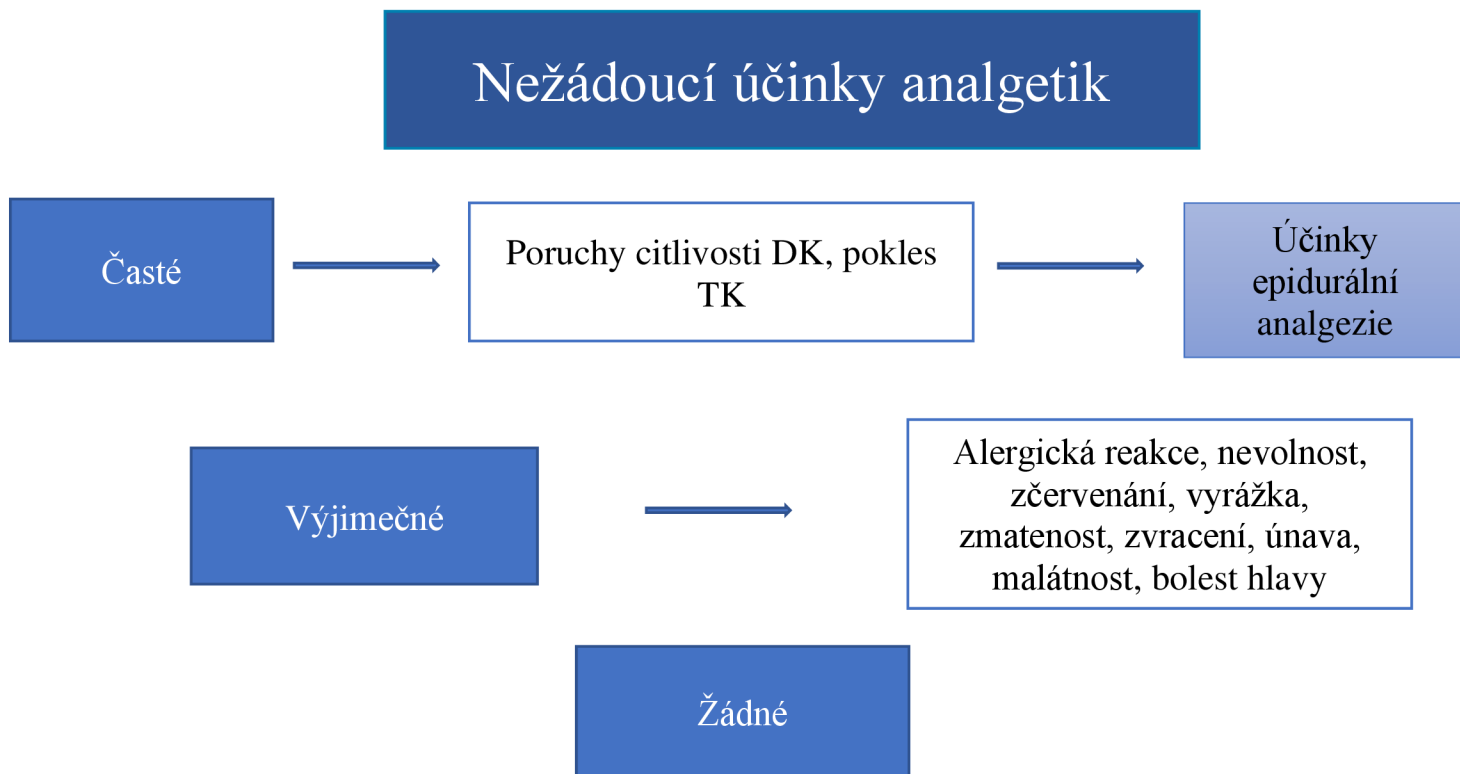 Nežádoucí účinky analgetik
Časté
Poruchy citlivosti DK, pokles
TK
Účinky
epidurální
analgezie
Výjimečné
Alergická reakce, nevolnost,
zčervenání, vyrážka,
zmatenost, zvracení, únava,
malátnost, bolest hlavy
Žádné